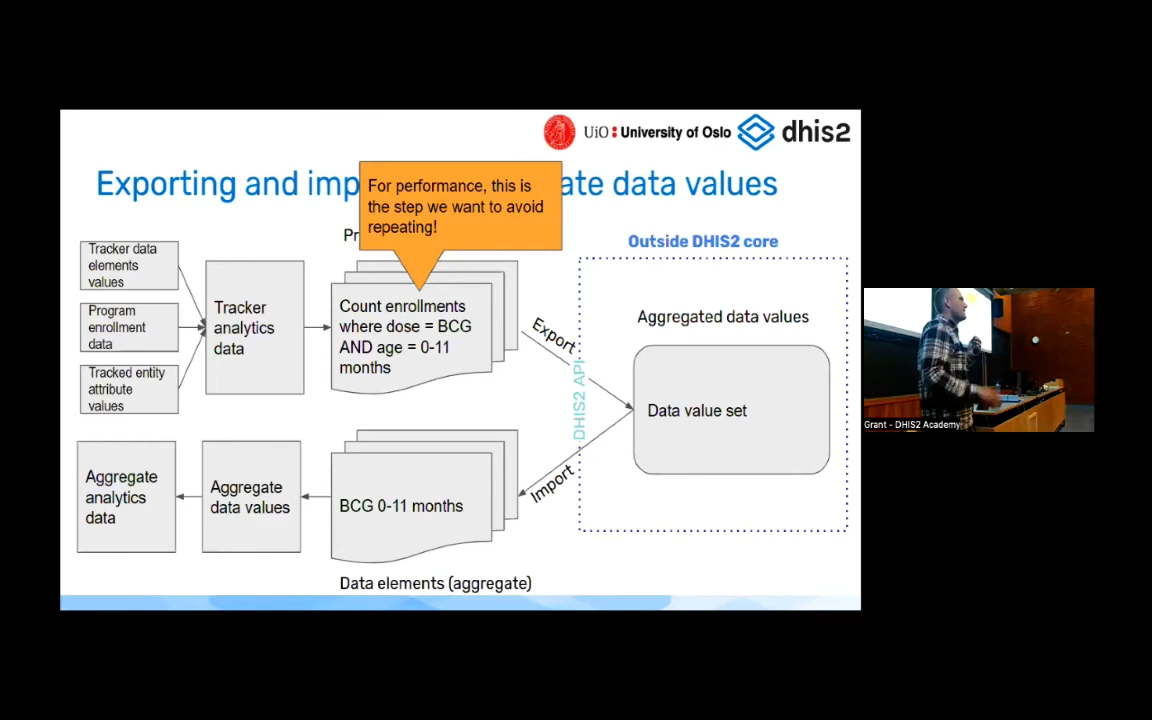 UiO : University of Oslo
dhis2
Exporting and imp
ate data values
For performance, this is
the step we want to avoid
repeating!
Pr
Outside DHIS2 core
Tracker data
elements
values
Program
enrollment
data
Tracked entity
attribute
values
Tracker
analytics
data
Count enrollments
where dose = BCG
AND age = 0-11
months
Export
DHIS2 API
Import
Aggregated data values
Data value set
Aggregate
analytics
data
Aggregate
data values
BCG 0-11 months
Data elements (aggregate)
Grant - DHIS2 Academy